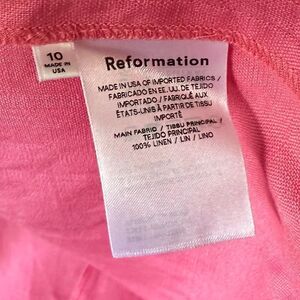 10
MADE IN
USA
Reformation
MADE IN USA OF IMPORTED FABRICS /
FABRICADO EN EE.UU. DE TEJIDO
IMPORTADO / FABRIQUÉ AUX
ÉTATS-UNIS À PARTIR DE TISSU
IMPORTÉ
MAIN FABRIC / TISSU PRINCIPAL /
TEJIDO PRINCIPAL
100% LINEN / LIN / LINO